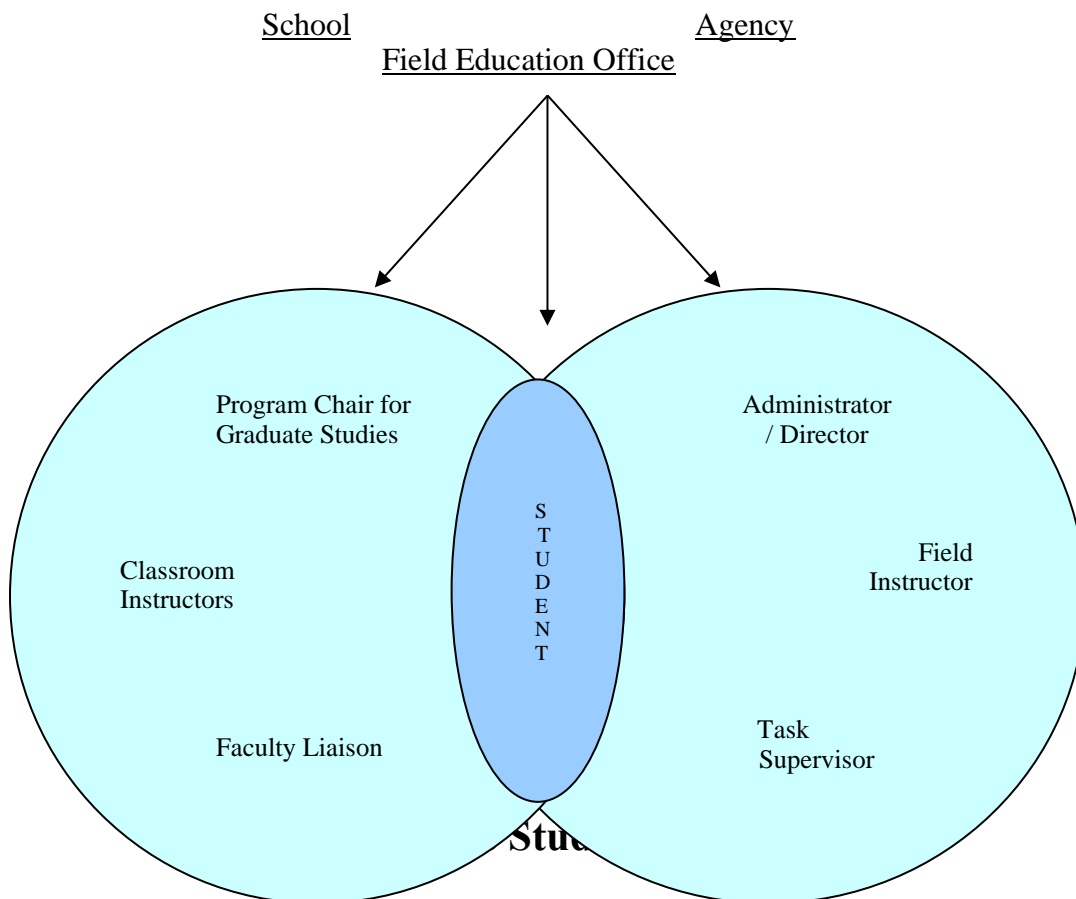 School Agency
Field Education Office
Program Chair for
Graduate Studies
Administrator
/ Director
STUDENT
Classroom
Instructors
Field
Instructor
Faculty Liaison
Task
Supervisor